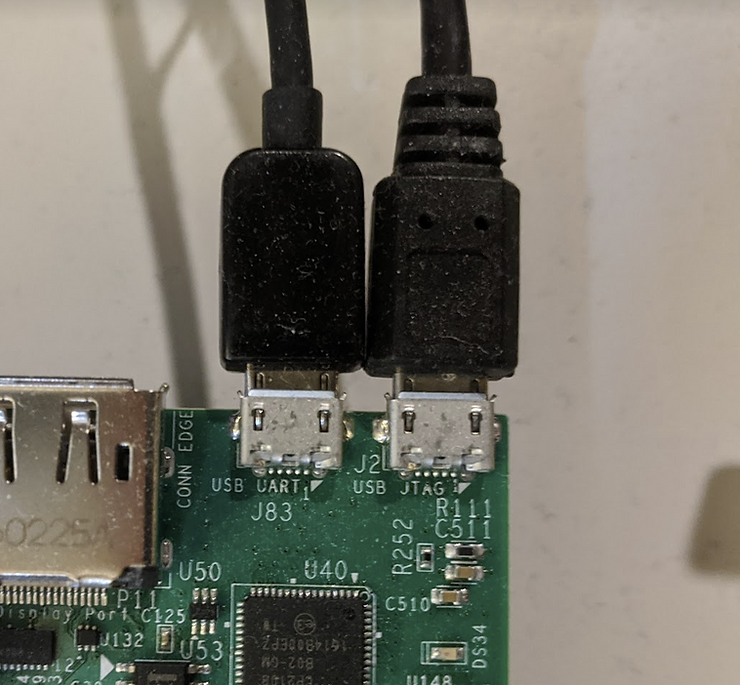 CONN EDGE
J2
USB UART 1
USB JTAG 1
J83
R111
C511
R252
U50
U40
P11
C510
Display Port
C125
J132
U53
DS34
U148